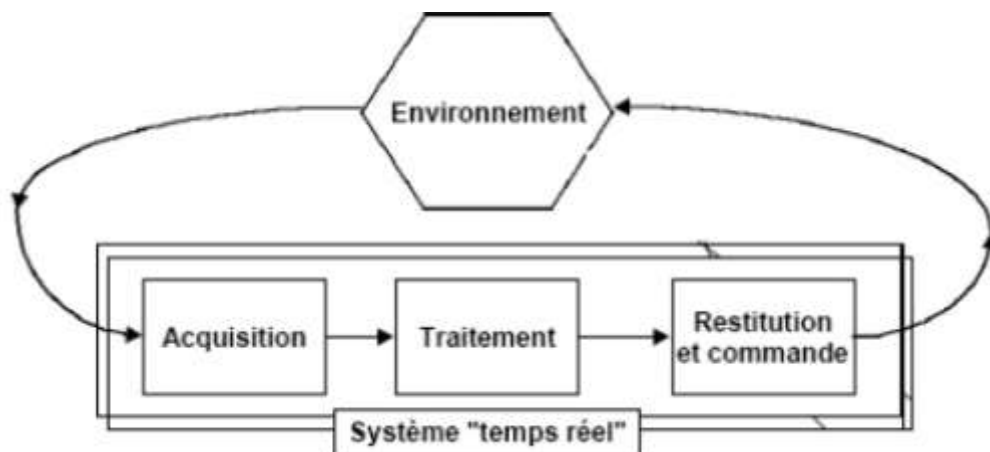 Environnement
Acquisition
Traitement
Restitution
et commande
Système "temps réel"